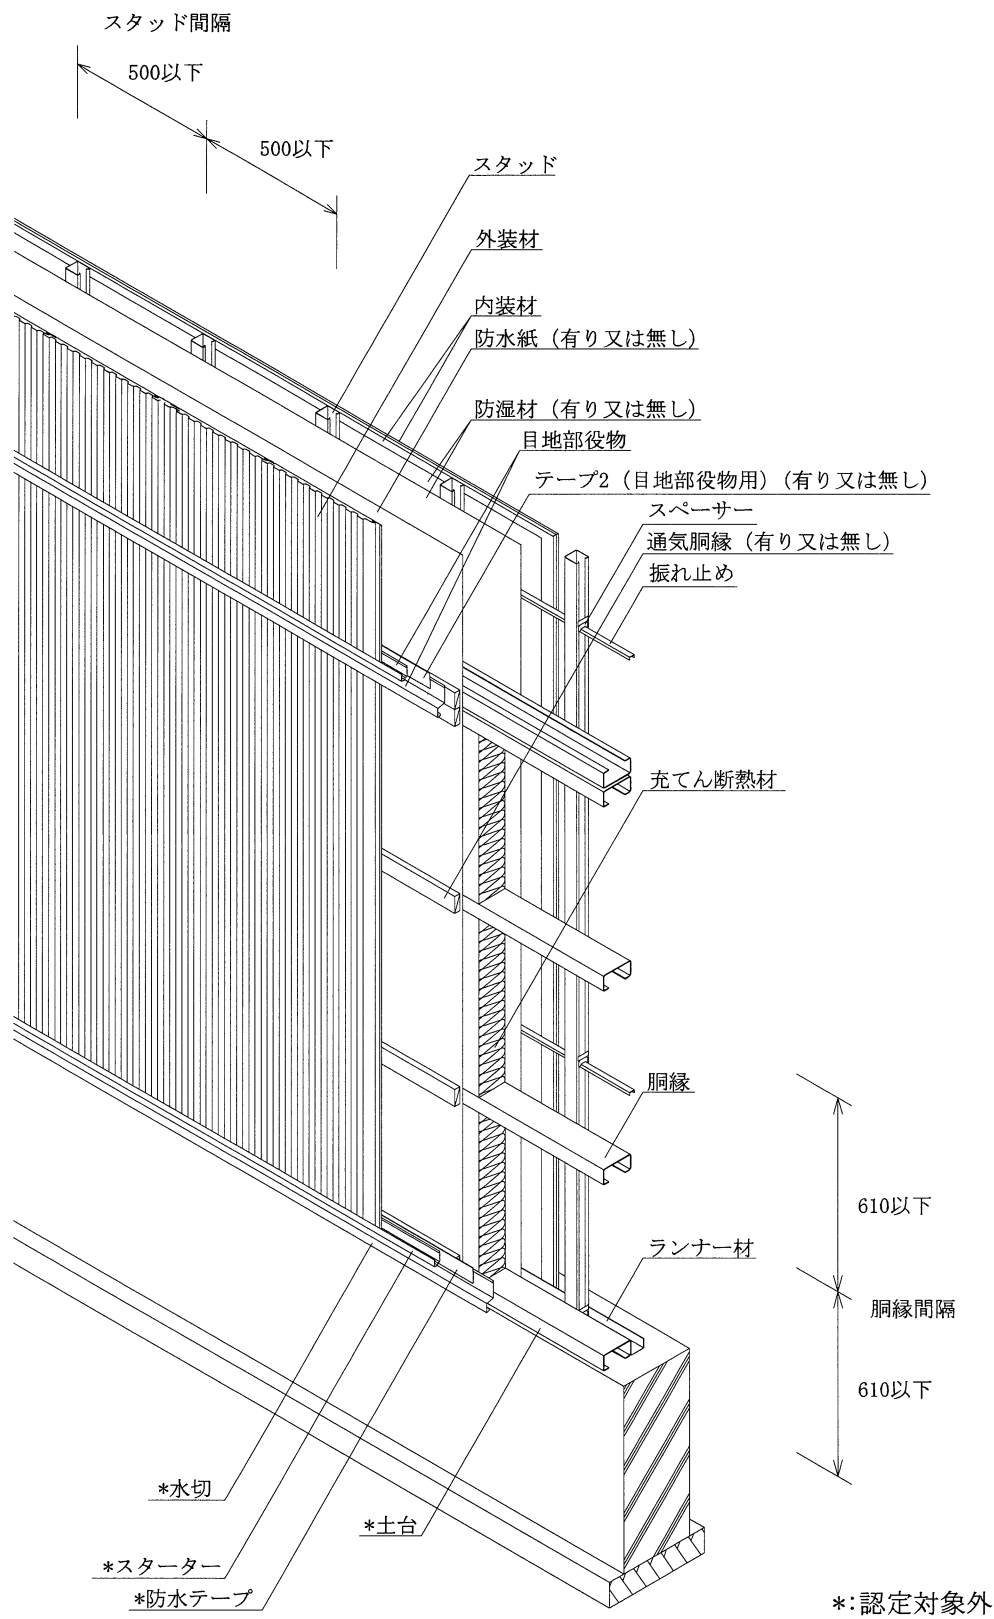 スタッド間隔
500以下
500以下
スタッド
外装材
内装材
防水紙（有り又は無し）
防湿材（有り又は無し）
目地部役物
テープ2（目地部役物用）（有り又は無し）
スペーサー
通気胴縁（有り又は無し）
振れ止め
充てん断熱材
胴縁
610以下
ランナー材
胴縁間隔
610以下
*水切
*土台
*スターター
*防水テープ
*:認定対象外